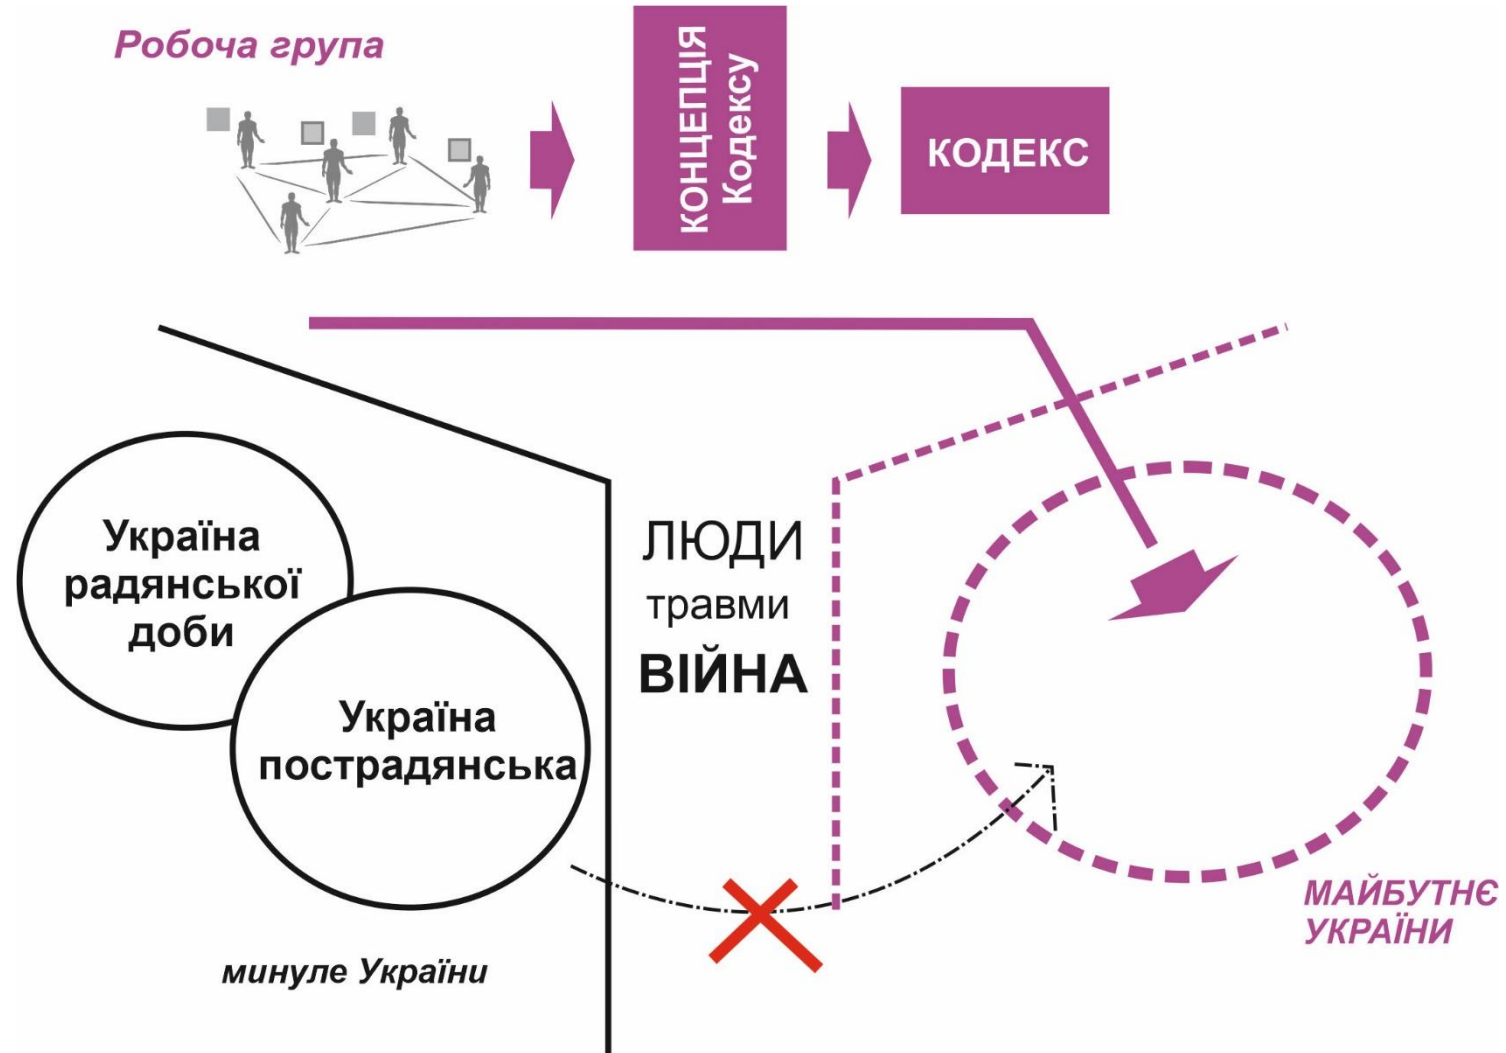 Робоча група
КОНЦЕПЦІЯ
Кодексу
КОДЕКС
Україна
радянської
доби
Україна
пострадянська
минуле України
ЛЮДИ
травми
ВІЙНА
МАЙБУТНЄ
УКРАЇНИ